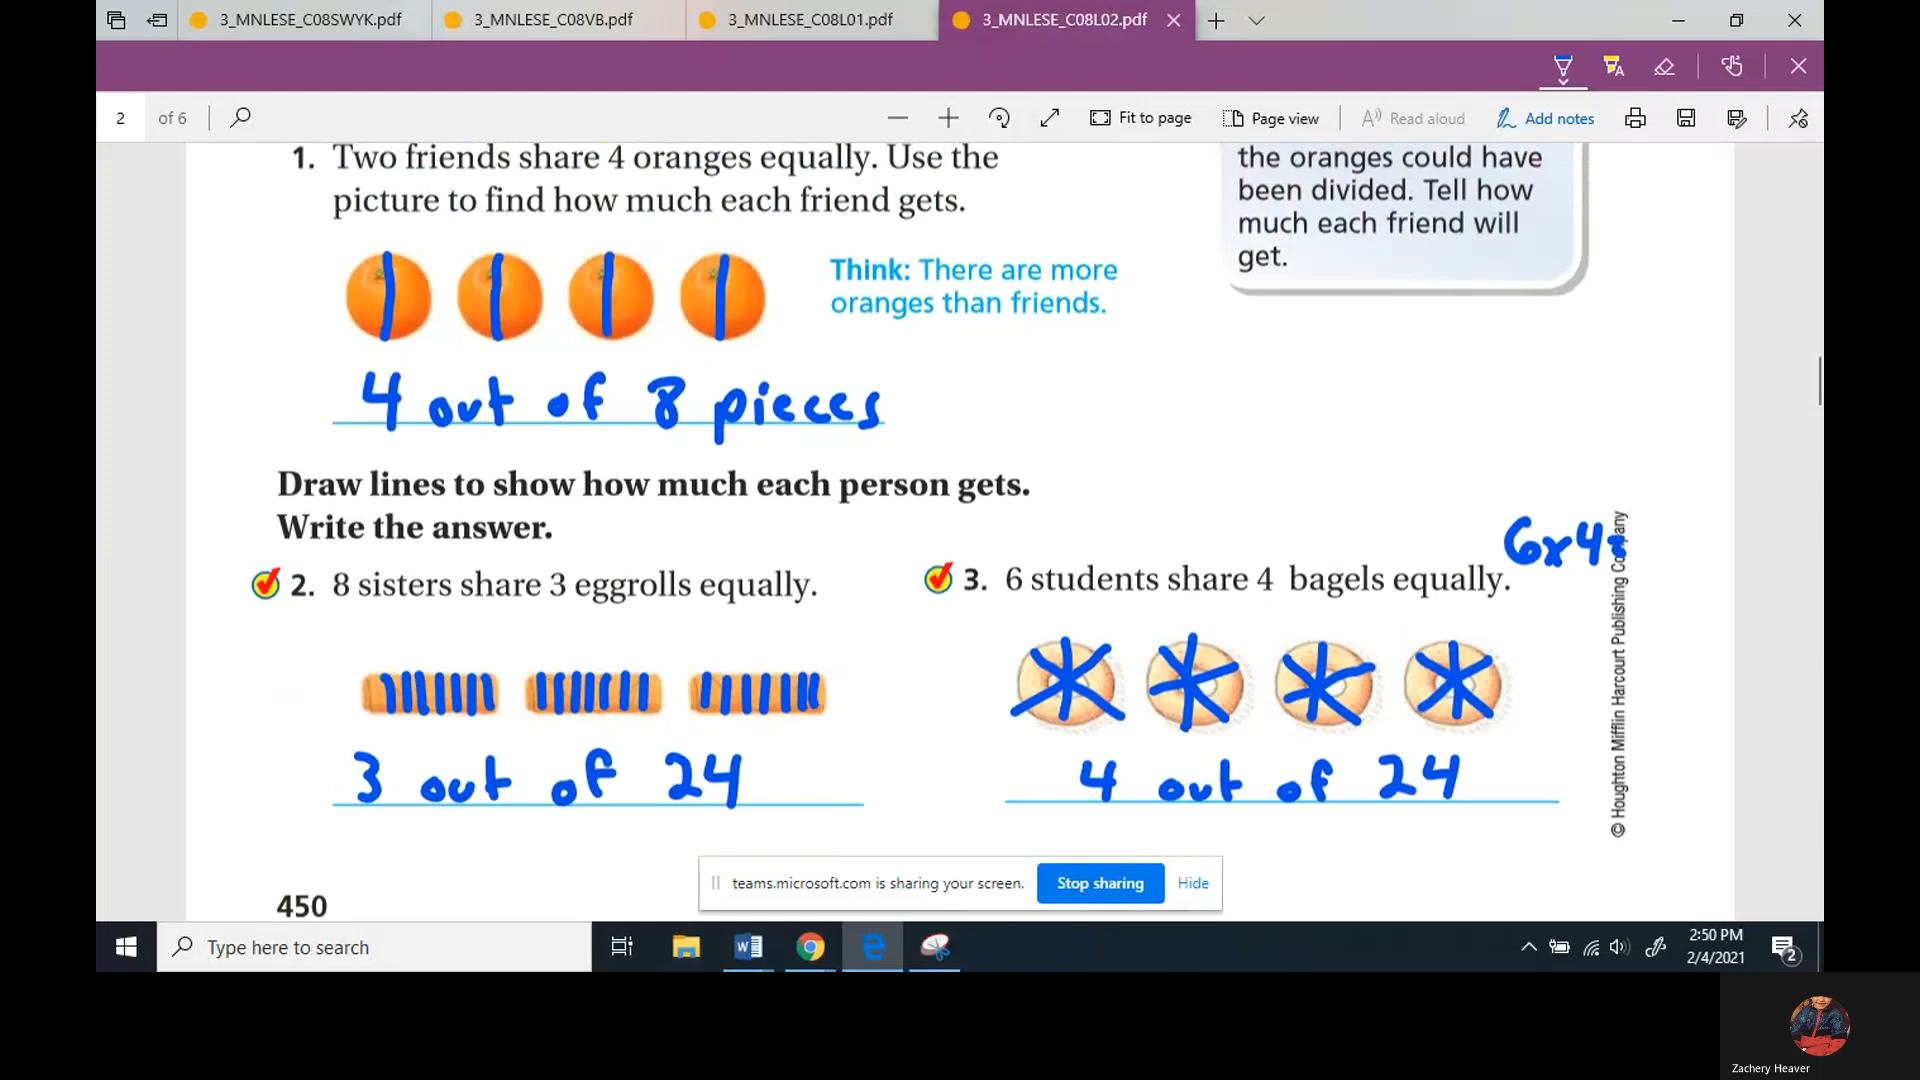 3_MNLESE_C08SWYK.pdf
3_MNLESE_C08VB.pdf
3_MNLESE_C08L01.pdf
3_MNLESE_C08L02.pdf
2 of 6
Fit to page
Page view
Read aloud
Add notes
1. Two friends share 4 oranges equally. Use the
picture to find how much each friend gets.
the oranges could have
been divided. Tell how
much each friend will
get.
Think: There are more
oranges than friends.
4 out of 8 pieces
Draw lines to show how much each person gets.
Write the answer.
2. 8 sisters share 3 eggrolls equally.
3 out of 24
6x4=
3. 6 students share 4 bagels equally.
4 out of 24
© Houghton Mifflin Harcourt Publishing Company
450
teams.microsoft.com is sharing your screen.
Stop sharing
Hide
Type here to search
2:50 PM
2/4/2021
2
Zachery Heaver